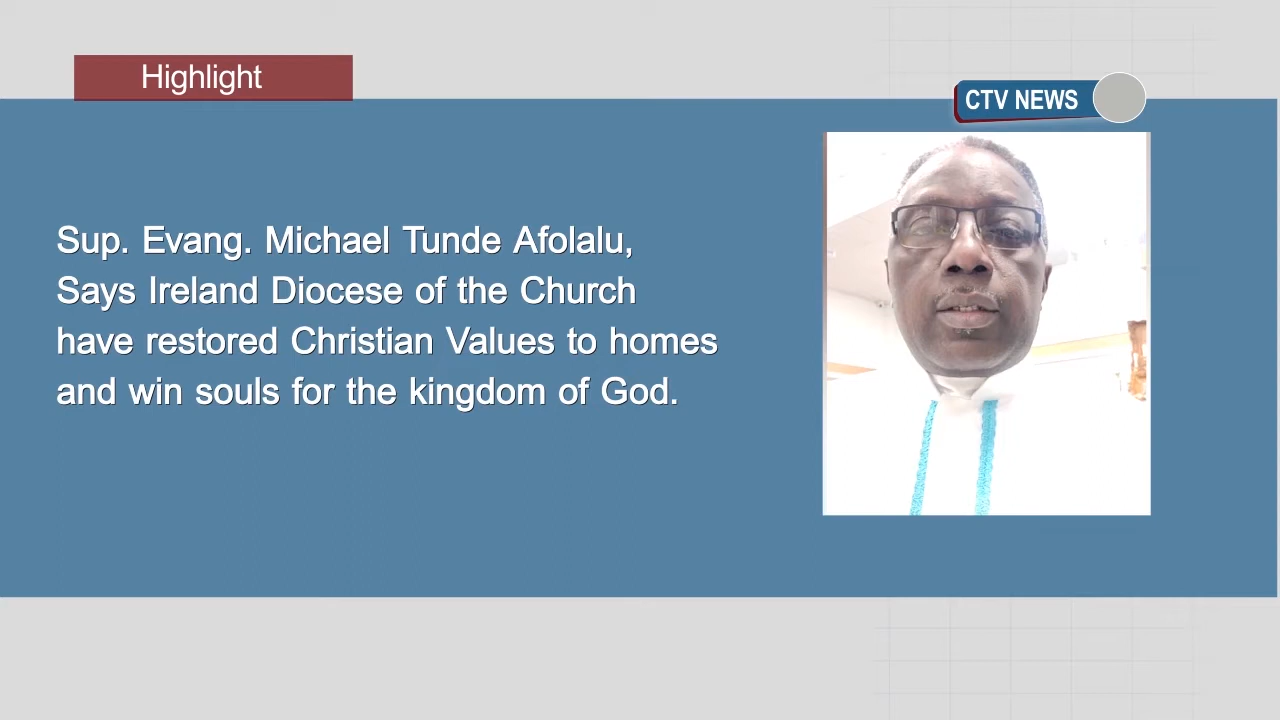 Highlight
CTV NEWS
Sup. Evang. Michael Tunde Afolalu,
Says Ireland Diocese of the Church
have restored Christian Values to homes
and win souls for the kingdom of God.